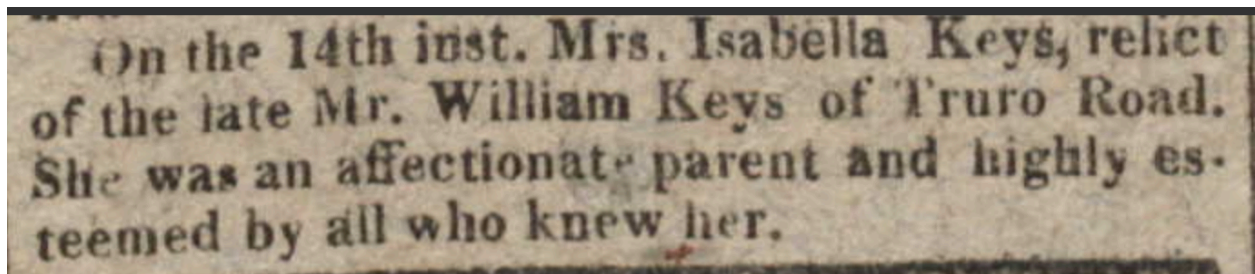 On the 14th inst. Mrs. Isabella Keys, relict
of the late Mr. William Keys of Truro Road.
She was an affectionate parent and highly es-
teemed by all who knew her.